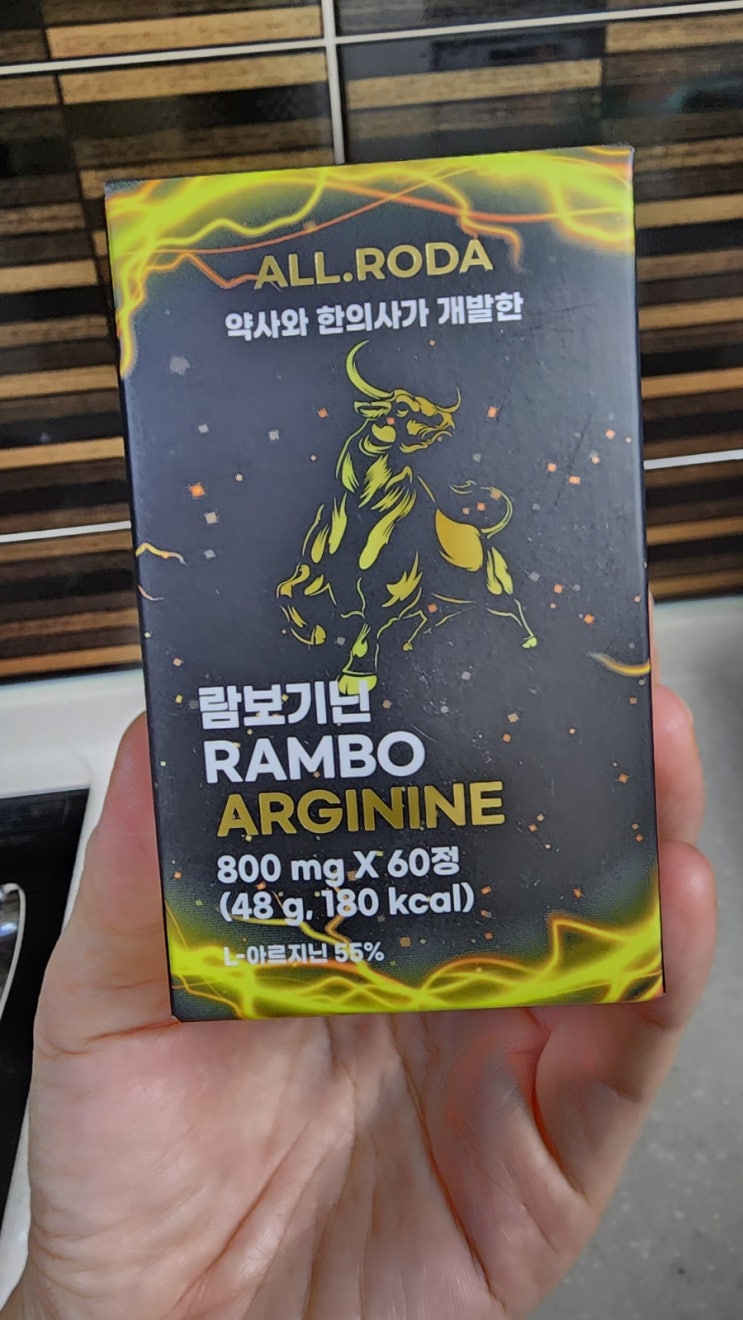 ALL.RODA
약사와 한의사가 개발한
람보기닌
RAMBO
ARGININE
800 mg X 60정
(48 g, 180 kcal)
L-아르지닌 55%